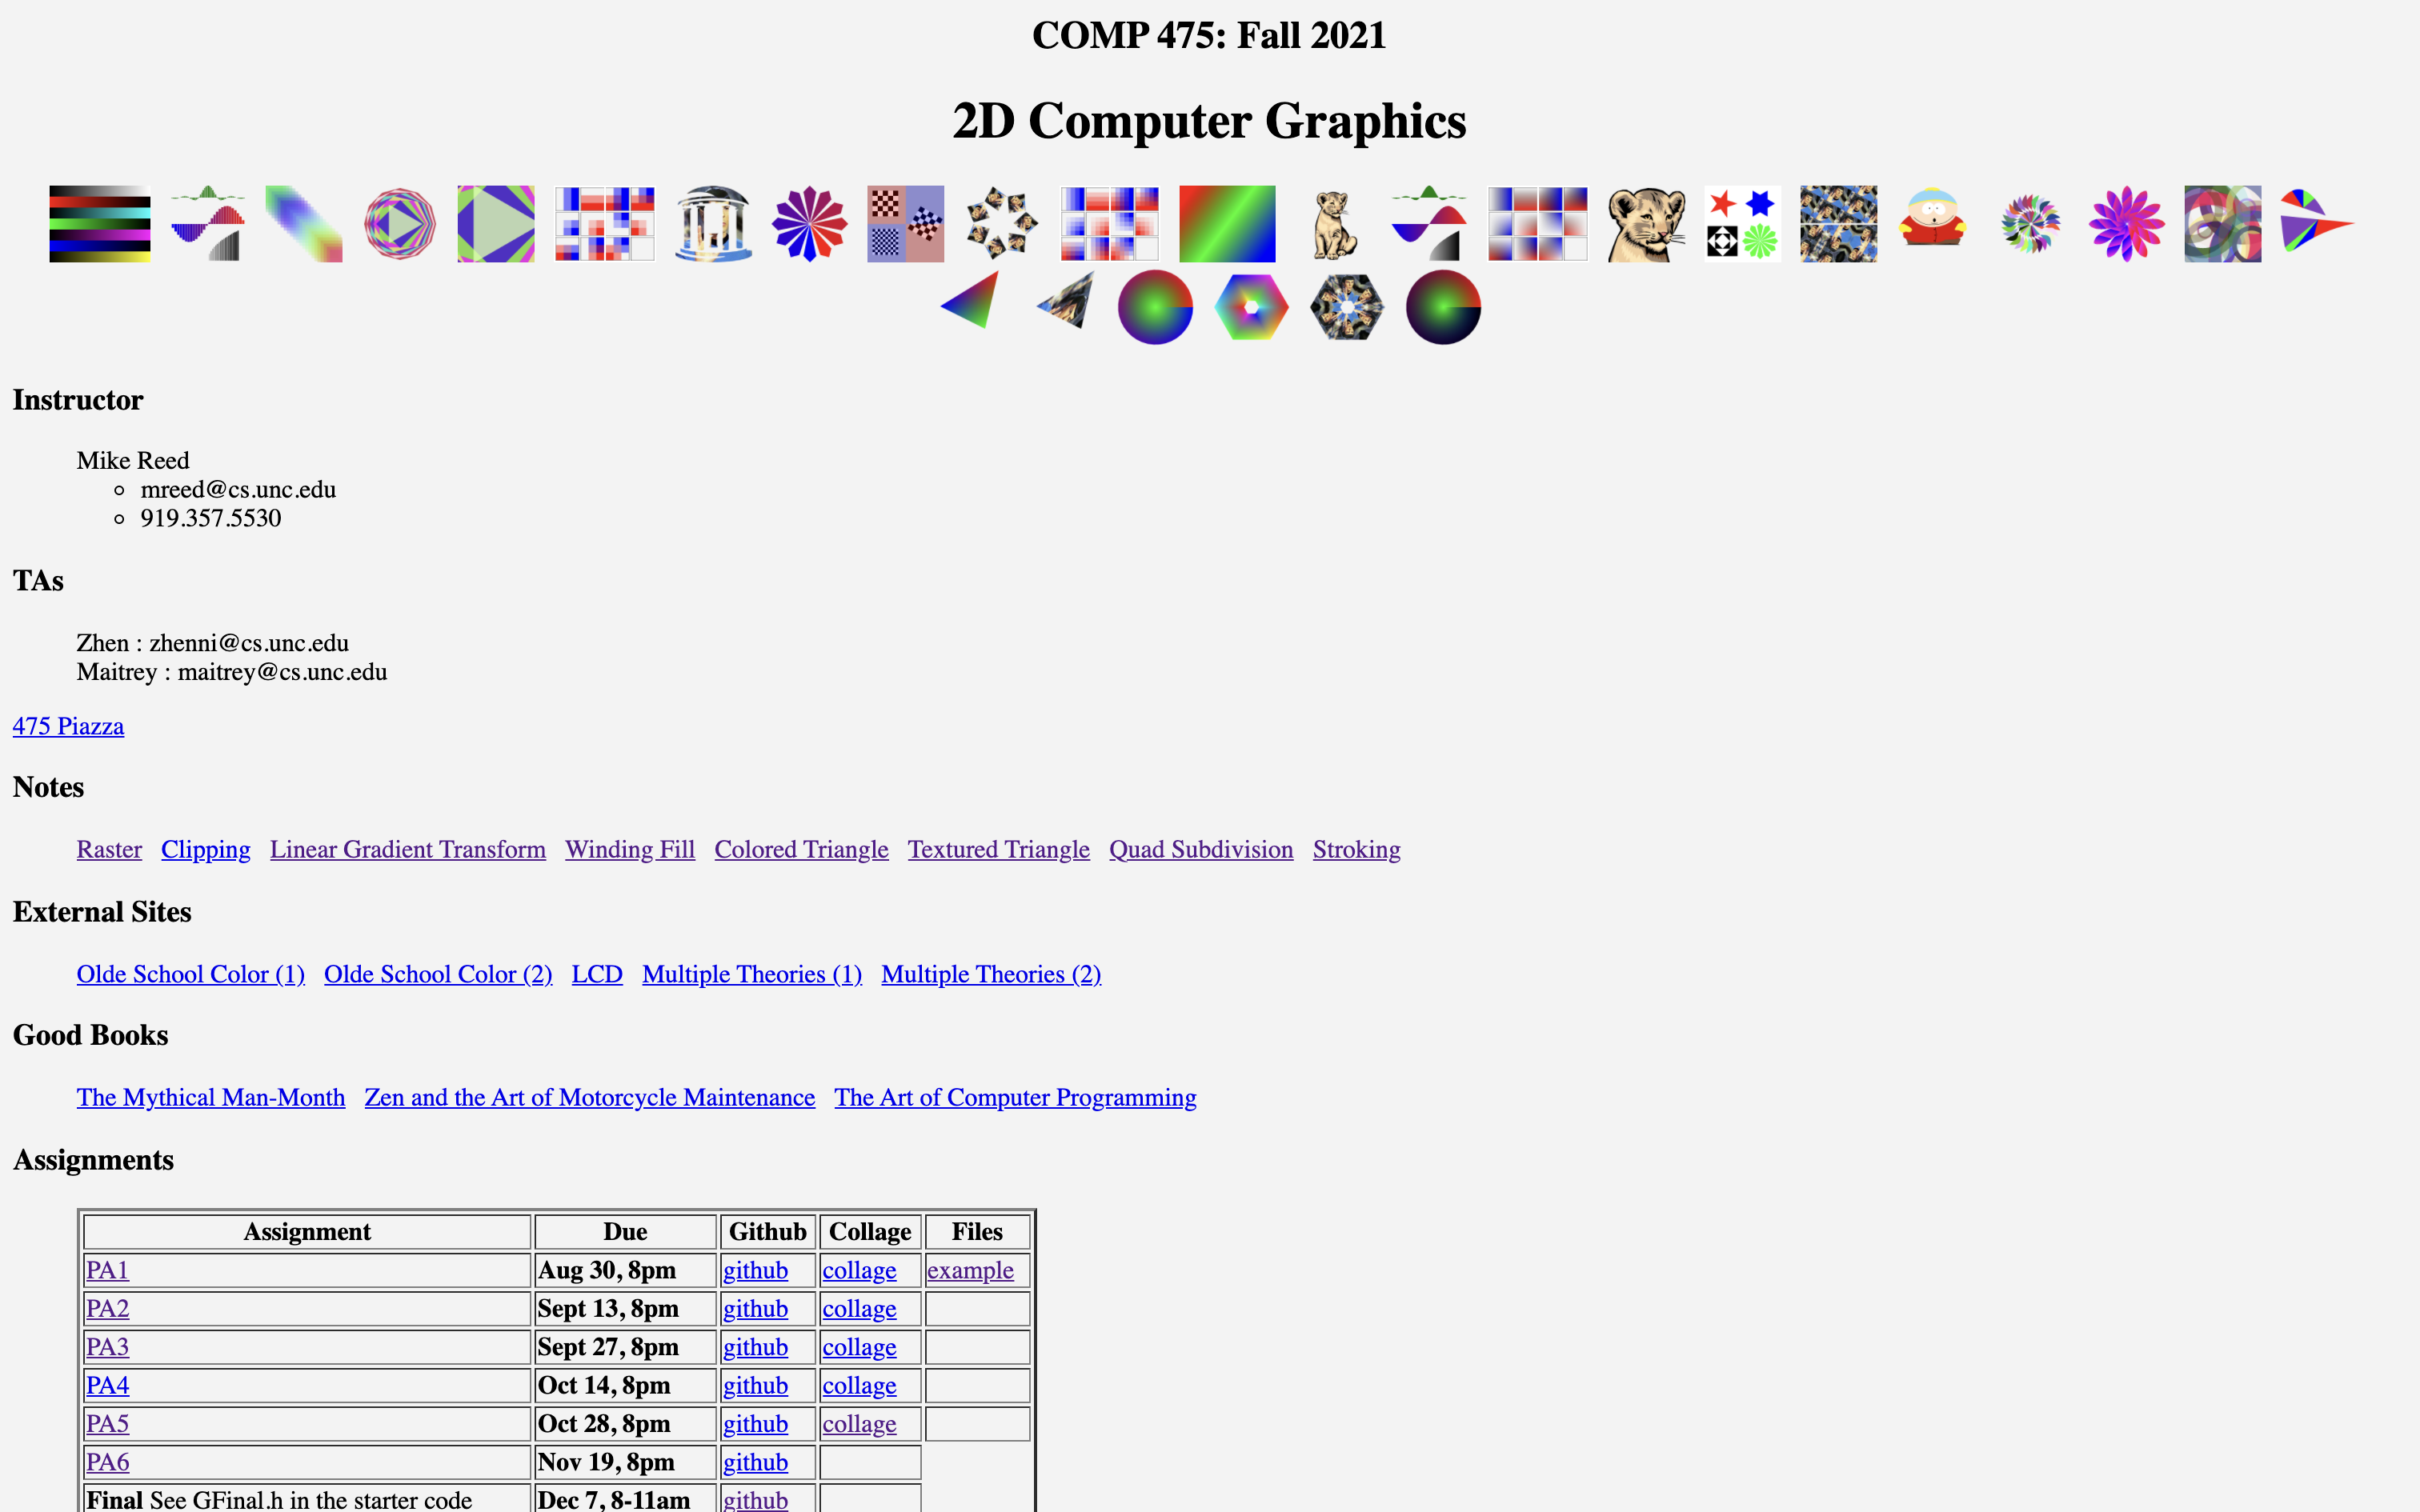 COMP 475: Fall 2021
2D Computer Graphics
Instructor
Mike Reed
mreed@cs.unc.edu
919.357.5530
TAs
Zhen : zhenni@cs.unc.edu
Maitrey : maitrey@cs.unc.edu
475 Piazza
Notes
Raster Clipping Linear Gradient Transform Winding Fill Colored Triangle Textured Triangle Quad Subdivision Stroking
External Sites
Olde School Color (1) Olde School Color (2) LCD Multiple Theories (1) Multiple Theories (2)
Good Books
The Mythical Man-Month Zen and the Art of Motorcycle Maintenance The Art of Computer Programming
Assignments
Assignment Due Github Collage Files
PA1 Aug 30, 8pm github collage example
PA2 Sept 13, 8pm github collage
PA3 Sept 27, 8pm github collage
PA4 Oct 14, 8pm github collage
PA5 Oct 28, 8pm github collage
PA6 Nov 19, 8pm github
Final See GFinal.h in the starter code Dec 7, 8-11am github